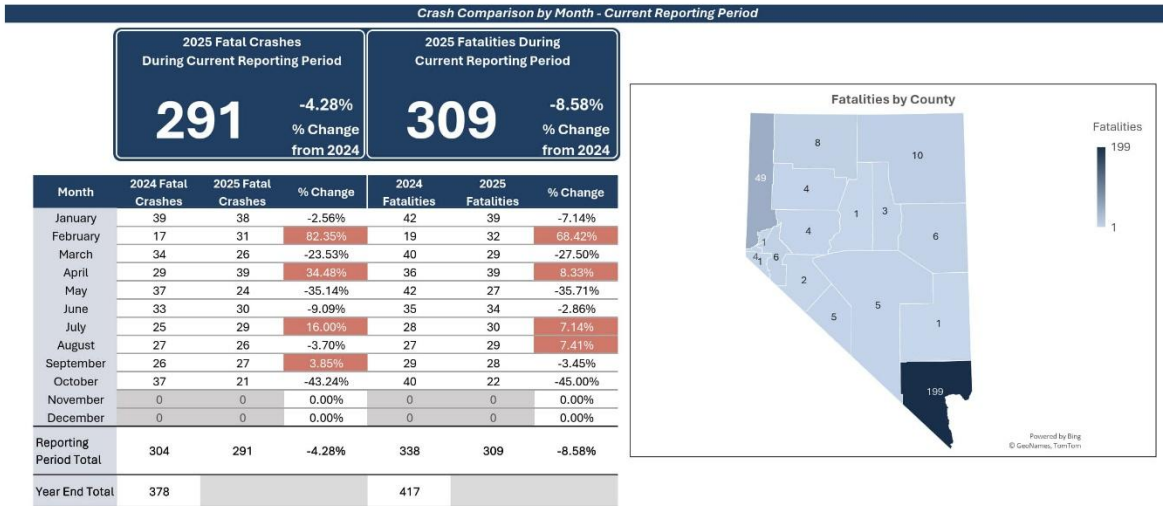 Crash Comparison by Month - Current Reporting Period
2025 Fatal Crashes
During Current Reporting Period
291
-4.28%
% Change
from 2024
2025 Fatalities During
Current Reporting Period
309
-8.58%
% Change
from 2024
Month 2024 Fatal Crashes 2025 Fatal Crashes % Change 2024 Fatalities 2025 Fatalities % Change
January 39 38 -2.56% 42 39 -7.14%
February 17 31 82.35% 19 32 68.42%
March 34 26 -23.53% 40 29 -27.50%
April 29 39 34.48% 36 39 8.33%
May 37 24 -35.14% 42 27 -35.71%
June 33 30 -9.09% 35 34 -2.86%
July 25 29 16.00% 28 30 7.14%
August 27 26 -3.70% 27 29 7.41%
September 26 27 3.85% 29 28 -3.45%
October 37 21 -43.24% 40 22 -45.00%
November 0 0 0.00% 0 0 0.00%
December 0 0 0.00% 0 0 0.00%
Reporting Period Total 304 291 -4.28% 338 309 -8.58%
Year End Total 378 417
Fatalities by County
Fatalities
199
1
8
10
49
4
1
3
4
6
1
4
1
6
2
5
5
1
199
Powered by Bing
© GeoNames, TomTom